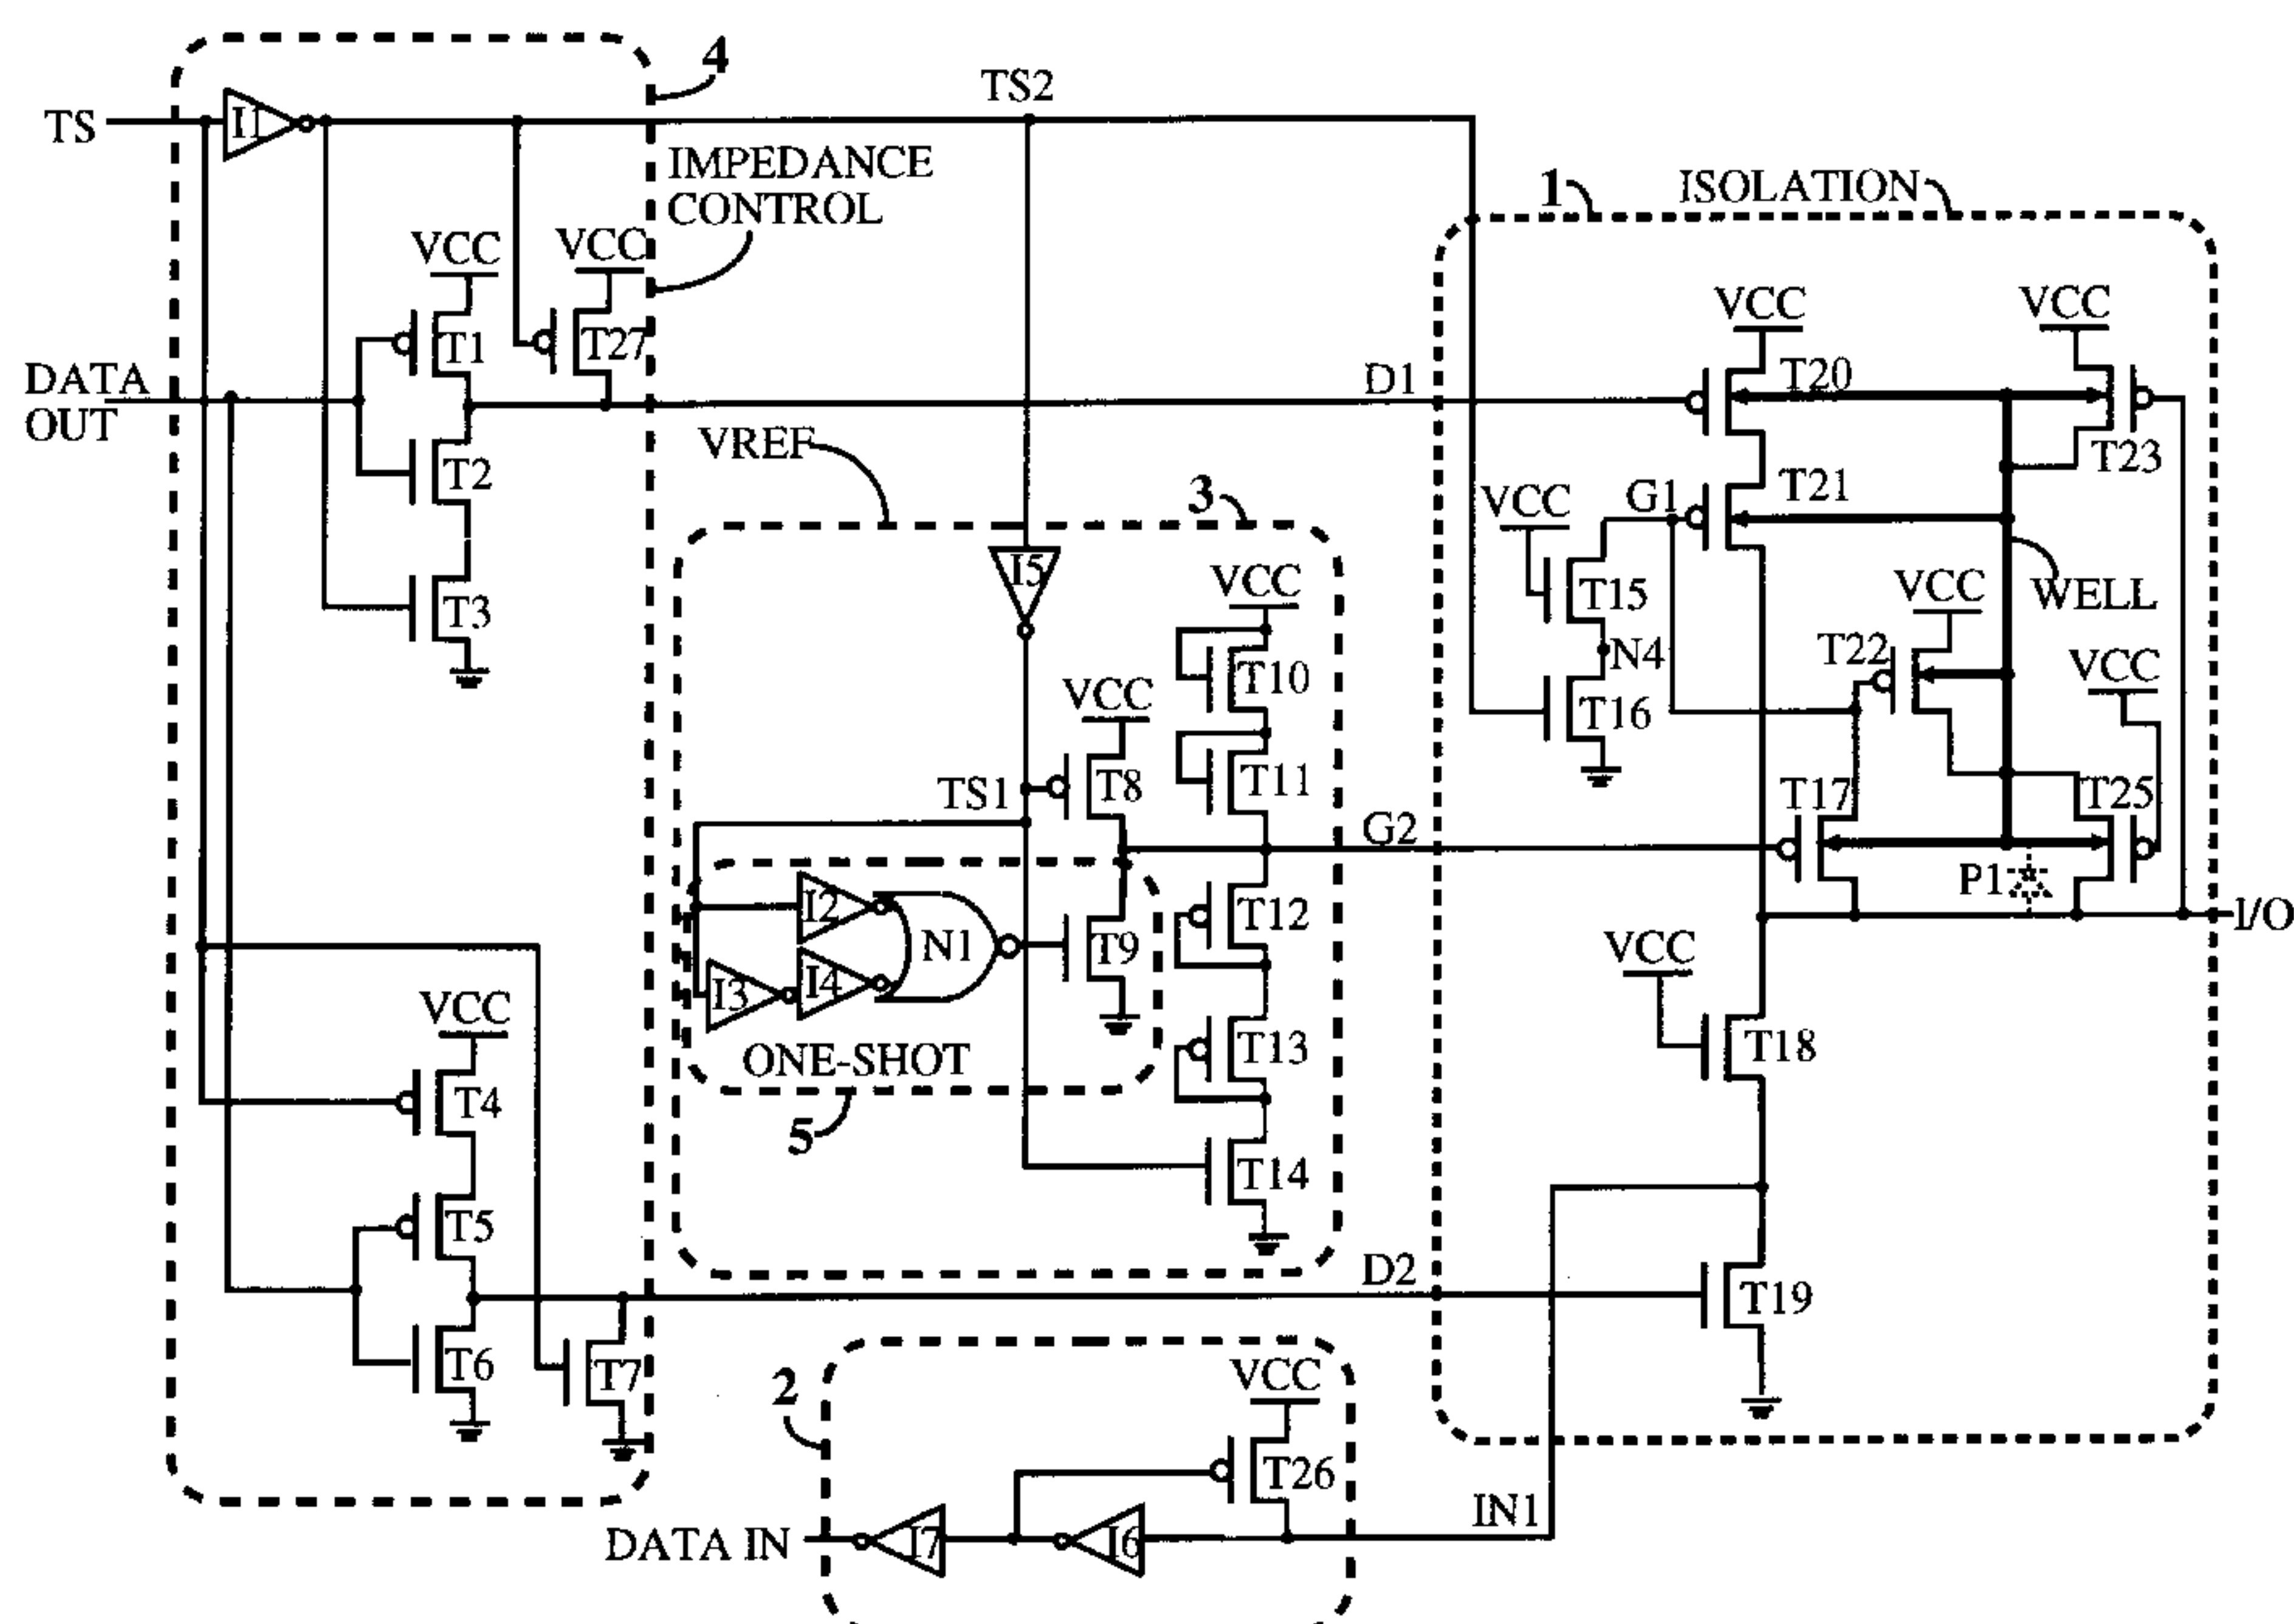 4
TS
I1
TS2
IMPEDANCE
CONTROL
1
ISOLATION
VCC
VCC
VCC
VCC
T1
T27
DATA
OUT
D1
T20
T23
VREF
T2
3
VCC
G1
T21
I5
VCC
T15
VCC
WELL
T3
T10
N4
T22
VCC
VCC
T16
TS1
T8
T11
T17
T25
G2
P1
I2
T12
I/O
N1
T9
VCC
I3
I4
VCC
ONE-SHOT
T13
T18
T4
5
T14
T5
D2
T19
T6
T7
2
VCC
T26
IN1
DATA IN
I7
I6